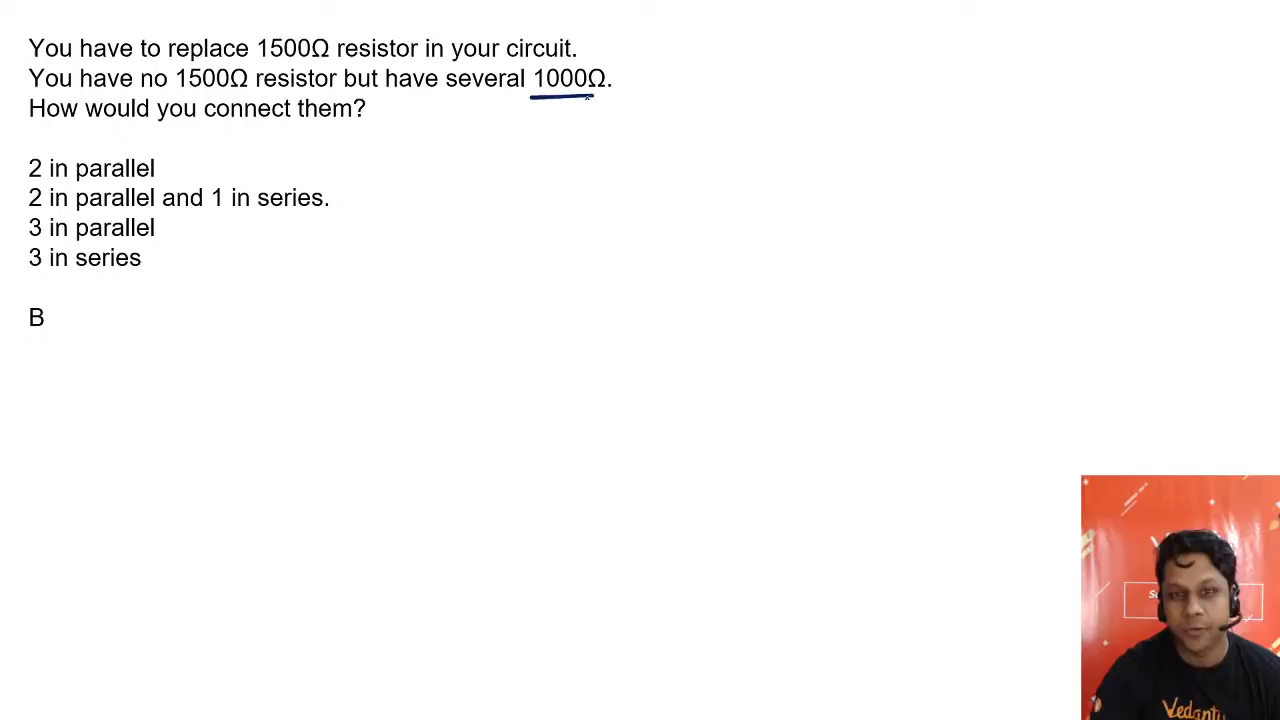 You have to replace 1500Ω resistor in your circuit.
You have no 1500Ω resistor but have several 1000Ω.
How would you connect them?
2 in parallel
2 in parallel and 1 in series.
3 in parallel
3 in series
B
Vedantu